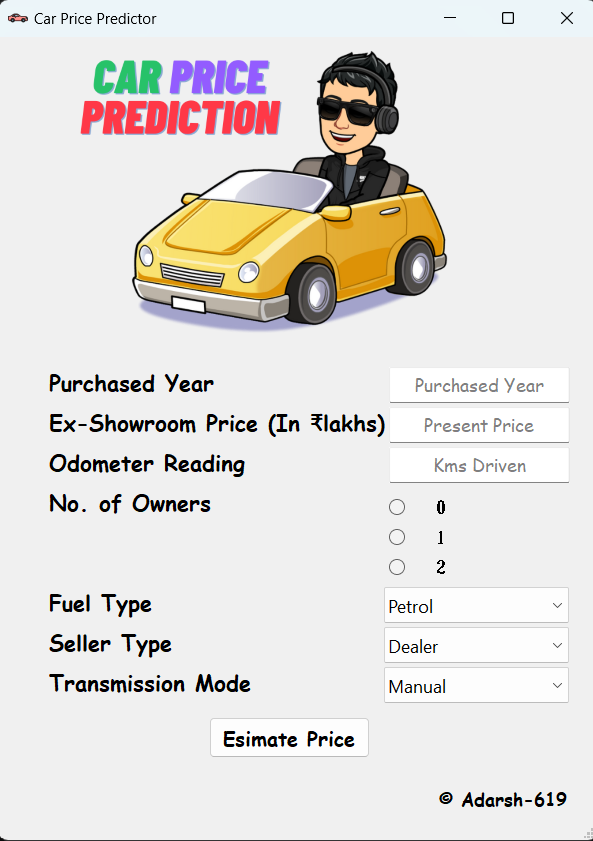 Car Price Predictor
CAR PRICE
PREDICTION
Purchased Year
Purchased Year
Ex-Showroom Price (In ₹lakhs)
Present Price
Odometer Reading
Kms Driven
No. of Owners
0
1
2
Fuel Type
Petrol
Seller Type
Dealer
Transmission Mode
Manual
Esimate Price
© Adarsh-619